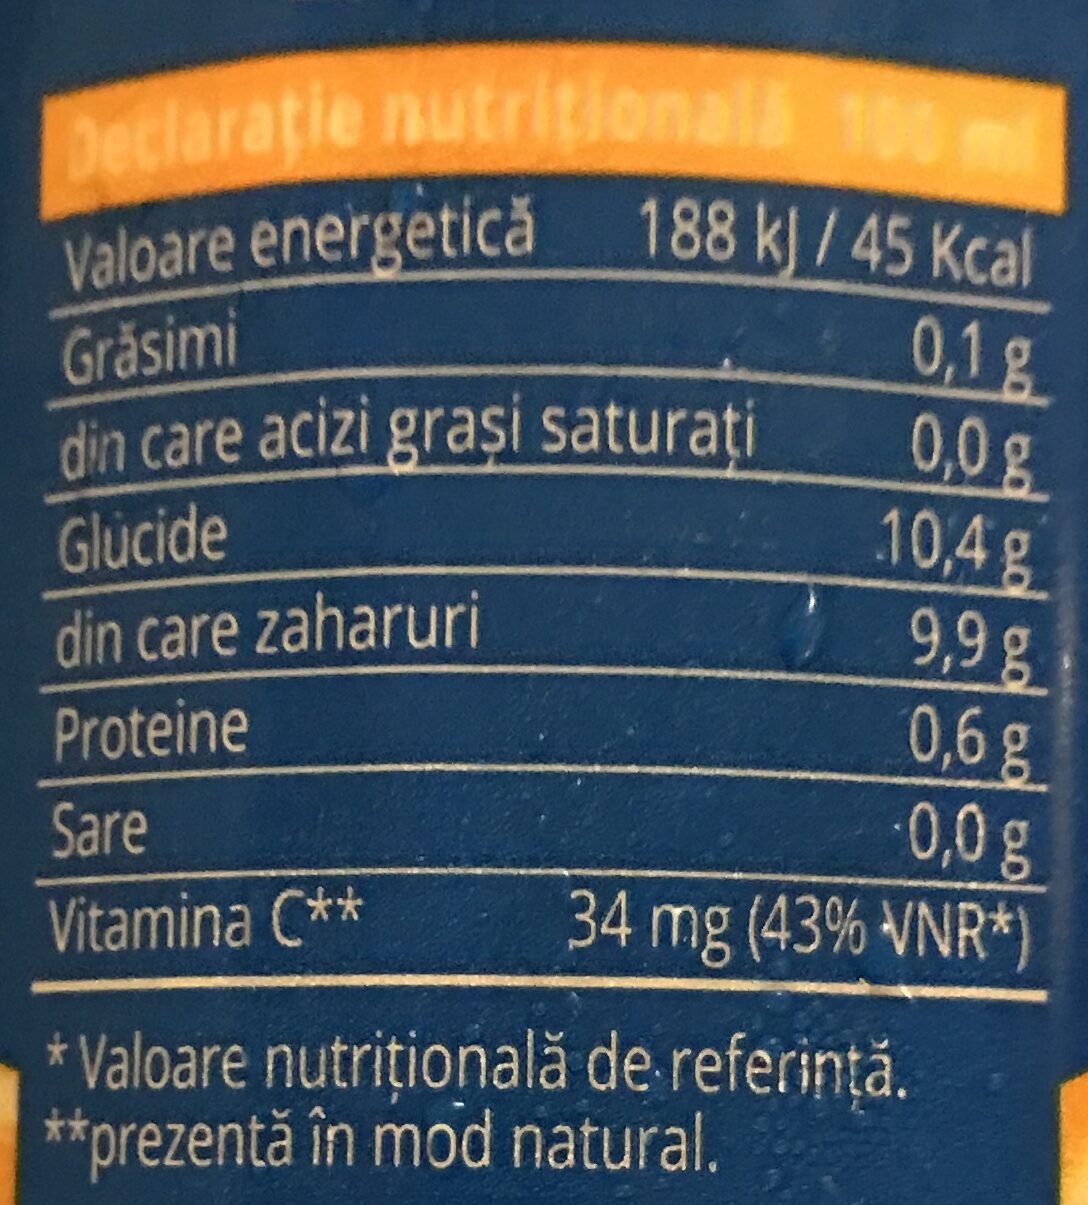 Declarație nutrițională 100 ml
Valoare energetică 188 kJ / 45 Kcal
Grăsimi 0,1 g
din care acizi grași saturați 0,0 g
Glucide 10,4 g
din care zaharuri 9,9 g
Proteine 0,6 g
Sare 0,0 g
Vitamina C** 34 mg (43% VNR*)
* Valoare nutrițională de referință.
**prezentă în mod natural.